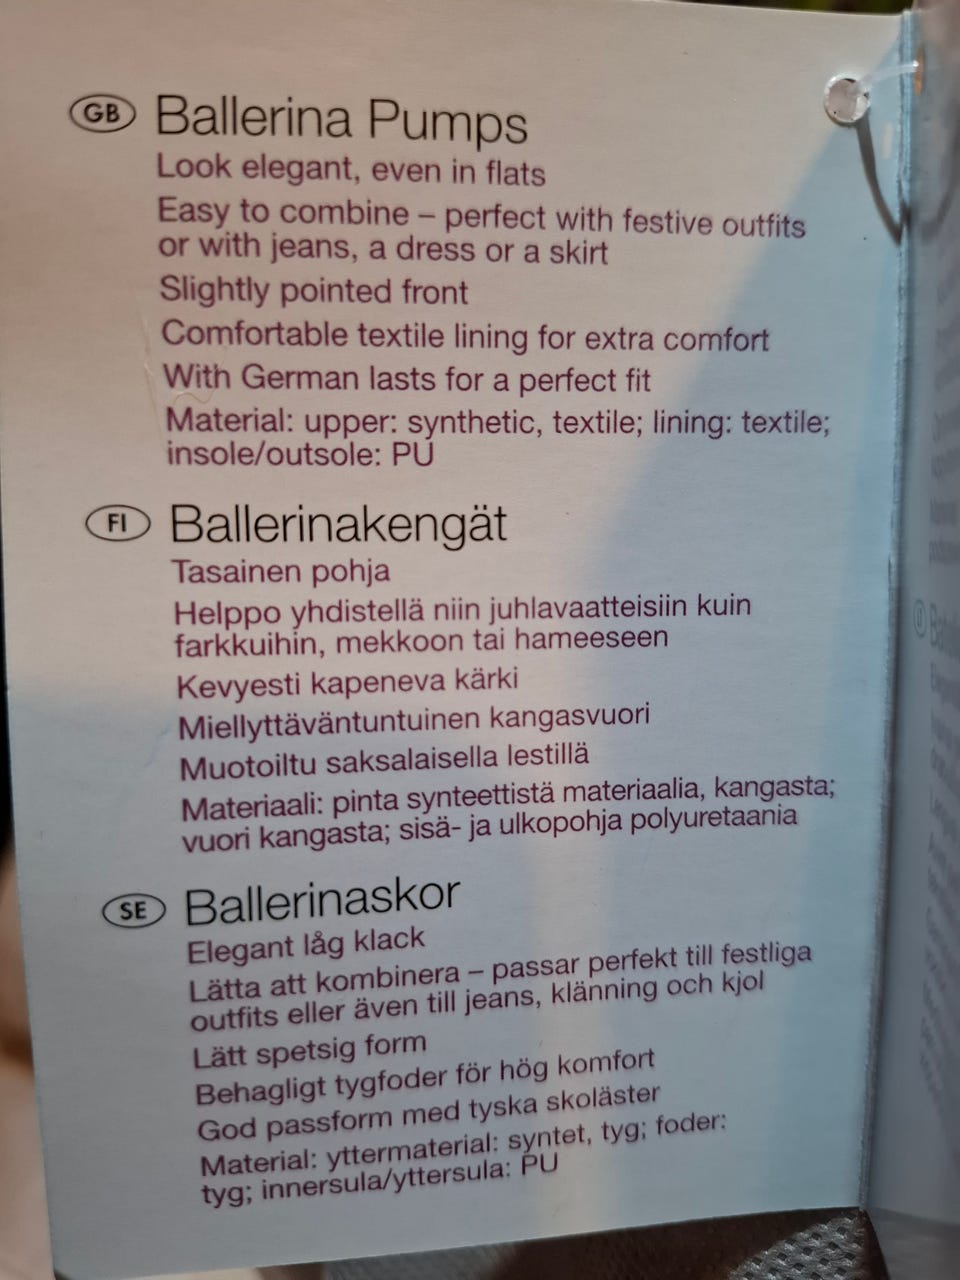 GB Ballerina Pumps
Look elegant, even in flats
Easy to combine – perfect with festive outfits
or with jeans, a dress or a skirt
Slightly pointed front
Comfortable textile lining for extra comfort
With German lasts for a perfect fit
Material: upper: synthetic, textile; lining: textile;
insole/outsole: PU
FI Ballerinakengät
Tasainen pohja
Helppo yhdistellä niin juhlavaatteisiin kuin
farkkuihin, mekkoon tai hameeseen
Kevyesti kapeneva kärki
Miellyttäväntuntuinen kangasvuori
Muotoiltu saksalaisella lestillä
Materiaali: pinta synteettistä materiaalia, kangasta;
vuori kangasta; sisä- ja ulkopohja polyuretaania
SE Ballerinaskor
Elegant låg klack
Lätta att kombinera – passar perfekt till festliga
outfits eller även till jeans, klänning och kjol
Lätt spetsig form
Behagligt tygfoder för hög komfort
God passform med tyska skoläster
Material: yttermaterial: syntet, tyg; foder:
tyg; innersula/yttersula: PU